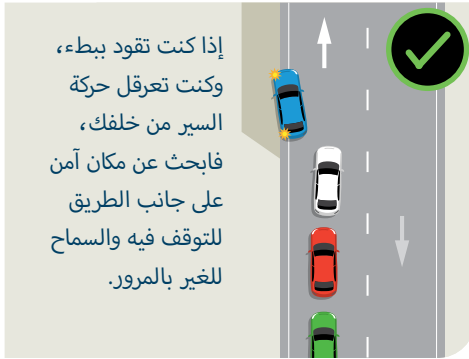 إذا كنت تقود ببطء،
وكنت تعرقل حركة
السير من خلفك،
فابحث عن مكان آمن
على جانب الطريق
للتوقف فيه والسماح
للغير بالمرور.